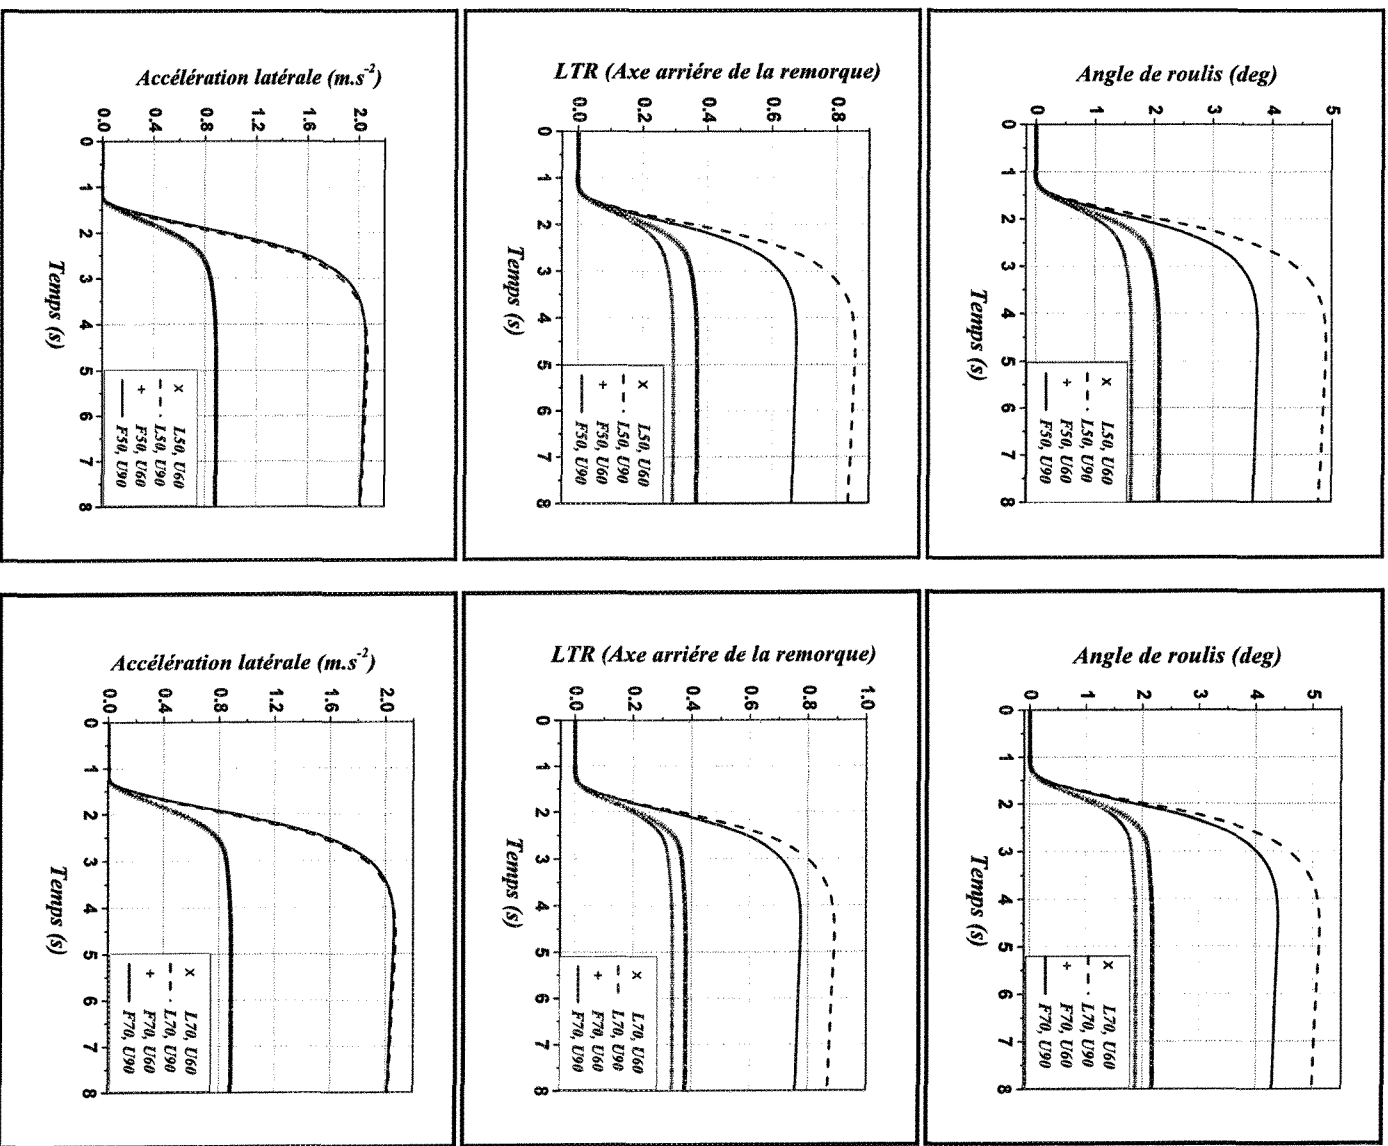 Angle de roulis (deg)
5
4
3
2
1
0
0 1 2 3 4 5 6 7 8
Temps (s)
x L50, U60
L50, U90
+ F50, U60
F50, U90
Angle de roulis (deg)
5
4
3
2
1
0
0 1 2 3 4 5 6 7 8
Temps (s)
x L70, U60
L70, U90
+ F70, U60
F70, U90
LTR (Axe arriére de la remorque)
0.8
0.6
0.4
0.2
0.0
0 1 2 3 4 5 6 7 8
Temps (s)
x L50, U60
L50, U90
+ F50, U60
F50, U90
LTR (Axe arriére de la remorque)
1.0
0.8
0.6
0.4
0.2
0.0
0 1 2 3 4 5 6 7 8
Temps (s)
x L70, U60
L70, U90
+ F70, U60
F70, U90
Accélération latérale (m.s⁻²)
2.0
1.6
1.2
0.8
0.4
0.0
0 1 2 3 4 5 6 7 8
Temps (s)
x L50, U60
L50, U90
+ F50, U60
F50, U90
Accélération latérale (m.s⁻²)
2.0
1.6
1.2
0.8
0.4
0.0
0 1 2 3 4 5 6 7 8
Temps (s)
x L70, U60
L70, U90
+ F70, U60
F70, U90